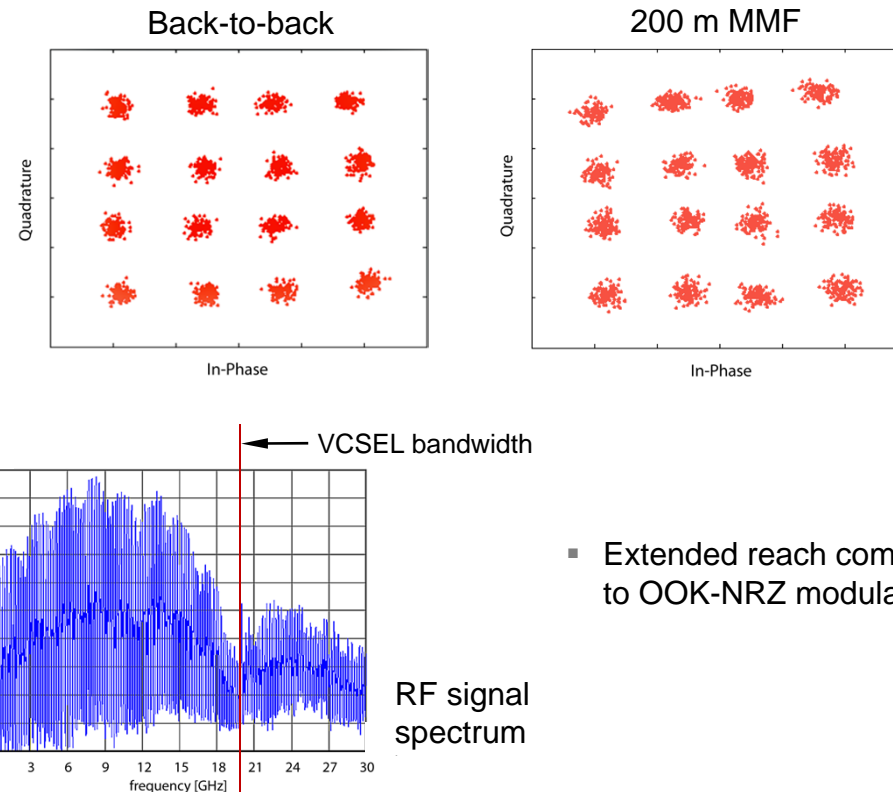 Back-to-back
200 m MMF
Quadrature
In-Phase
Quadrature
In-Phase
VCSEL bandwidth
Extended reach com
to OOK-NRZ modula
RF signal
spectrum
3 6 9 12 15 18 21 24 27 30
frequency [GHz]